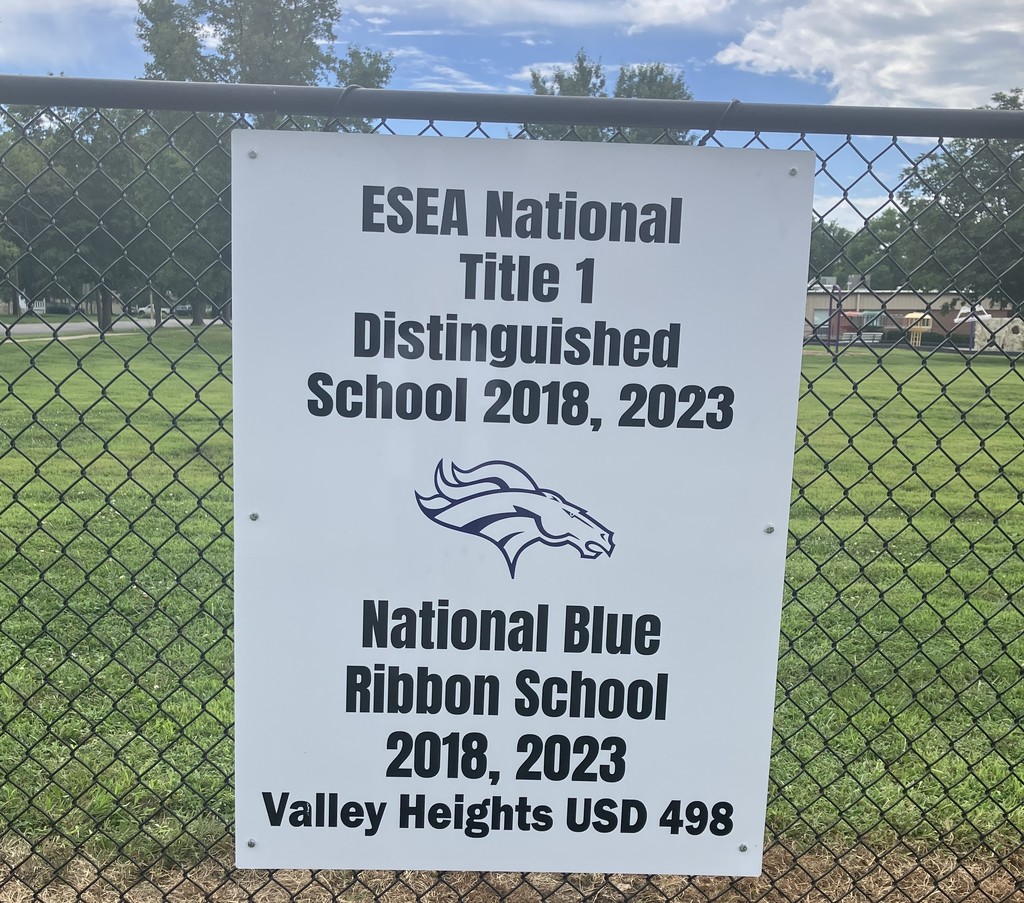 ESEA National
Title 1
Distinguished
School 2018, 2023
National Blue
Ribbon School
2018, 2023
Valley Heights USD 498